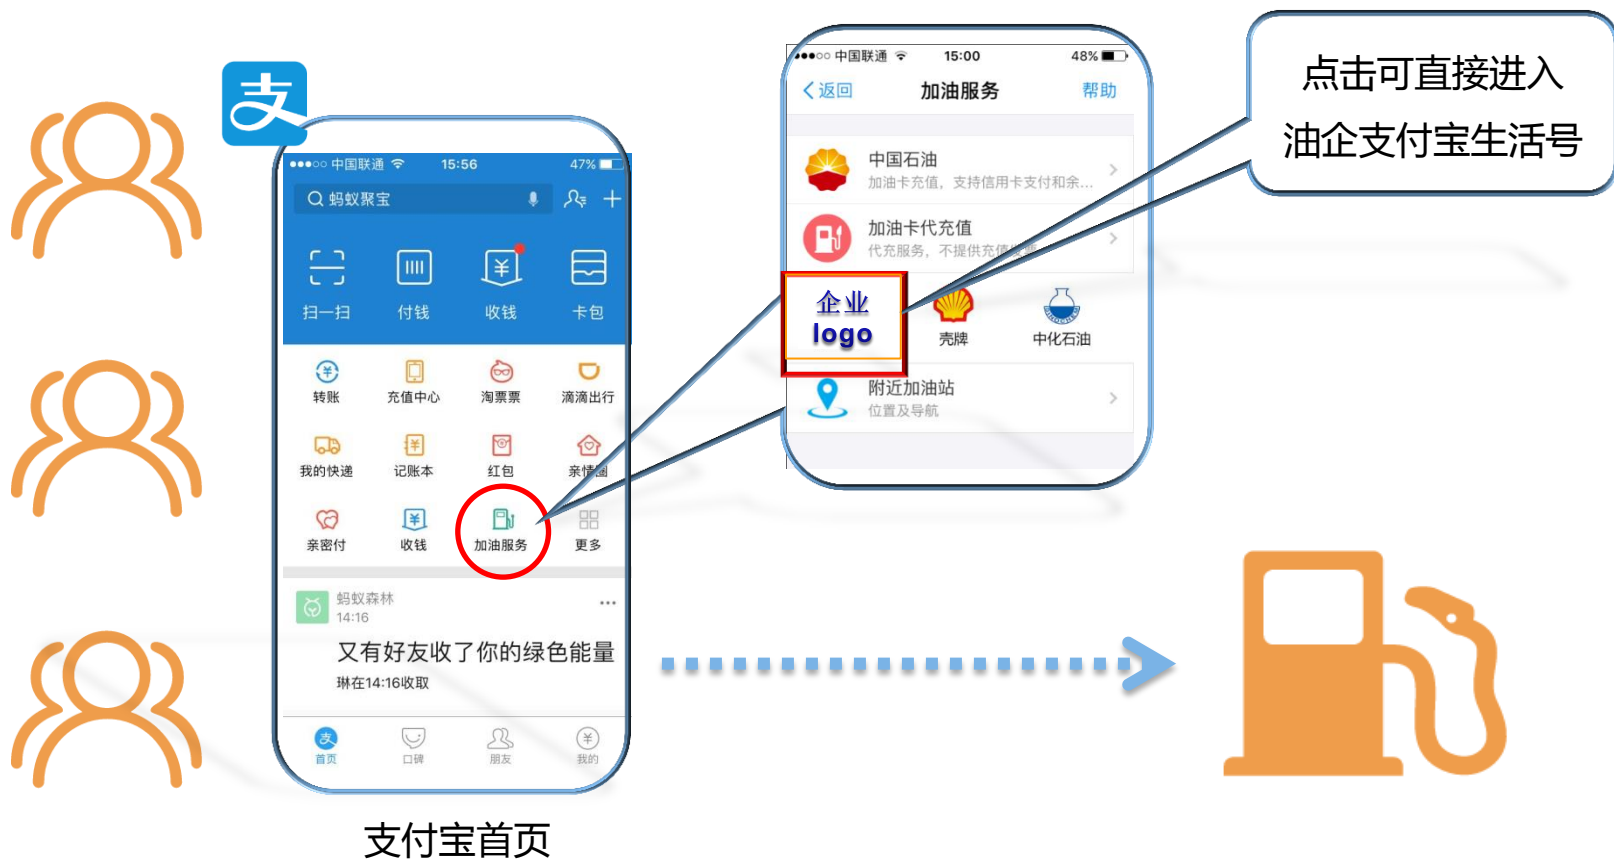 支
●●●○○ 中国联通 15:56 47%
蚂蚁聚宝
扫一扫 付钱 收钱 卡包
转账 充值中心 淘票票 滴滴出行
我的快递 记账本 红包 亲情圈
亲密付 收钱 加油服务 更多
蚂蚁森林
14:16
又有好友收了你的绿色能量
琳在14:16收取
首页 口碑 朋友 我的
支付宝首页
●●●○○ 中国联通 15:00 48%
返回 加油服务 帮助
中国石油
加油卡充值，支持信用卡支付和余...
加油卡代充值
代充服务，不提供充值发票
企业
logo
壳牌 中化石油
附近加油站
位置及导航
点击可直接进入
油企支付宝生活号